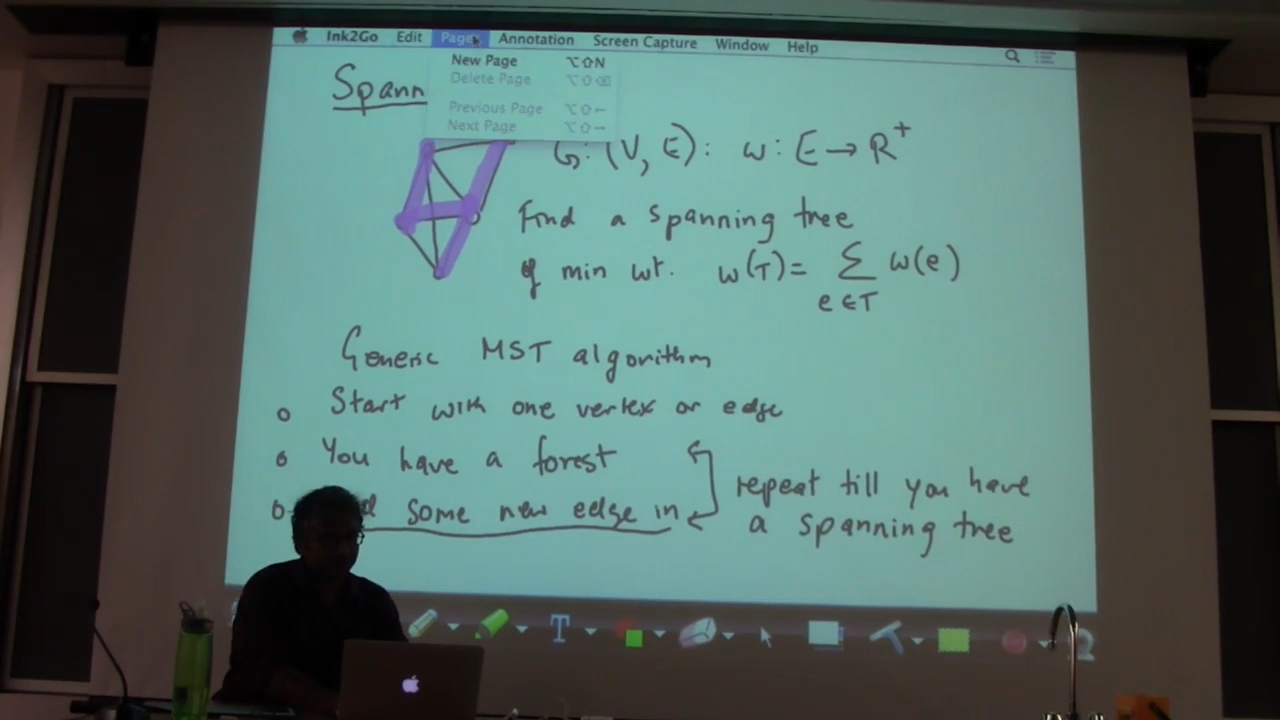 Ink2Go Edit Page Annotation Screen Capture Window Help
New Page ⌥⇧N
Delete Page ⌥⇧⌫
Previous Page ⌥⇧←
Next Page ⌥⇧→
Spann
G: (V, E): w: E → R⁺
Find a spanning tree
of min wt. w(T) = Σ w(e)
e ∈ T
Generic MST algorithm
o Start with one vertex or edge
o You have a forest
o d some new edge in
repeat till you have
a spanning tree
T